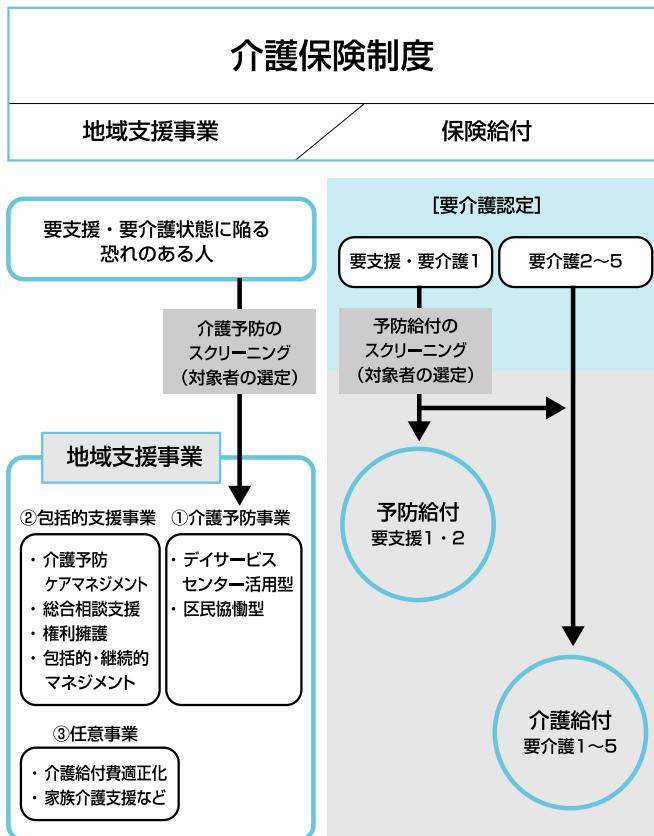 介護保険制度
地域支援事業
保険給付
要支援・要介護状態に陥る
恐れのある人
介護予防の
スクリーニング
（対象者の選定）
地域支援事業
②包括的支援事業
・ 介護予防
ケアマネジメント
・ 総合相談支援
・ 権利擁護
・ 包括的・継続的
マネジメント
①介護予防事業
・ デイサービス
センター活用型
・ 区民協働型
③任意事業
・ 介護給付費適正化
・ 家族介護支援など
［要介護認定］
要支援・要介護1
要介護2～5
予防給付の
スクリーニング
（対象者の選定）
予防給付
要支援1・2
介護給付
要介護1～5